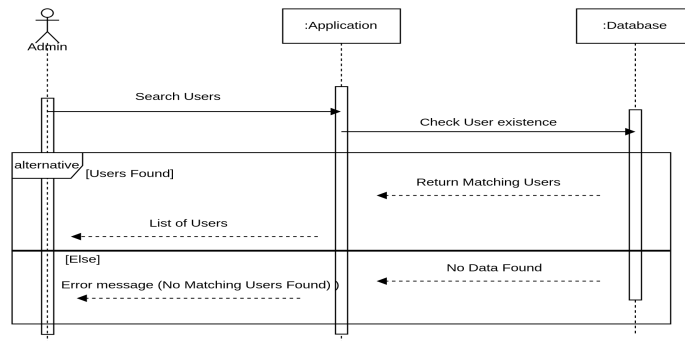 :Application
:Database
Admin
Search Users
Check User existence
alternative
[Users Found]
Return Matching Users
List of Users
[Else]
No Data Found
Error message (No Matching Users Found) )